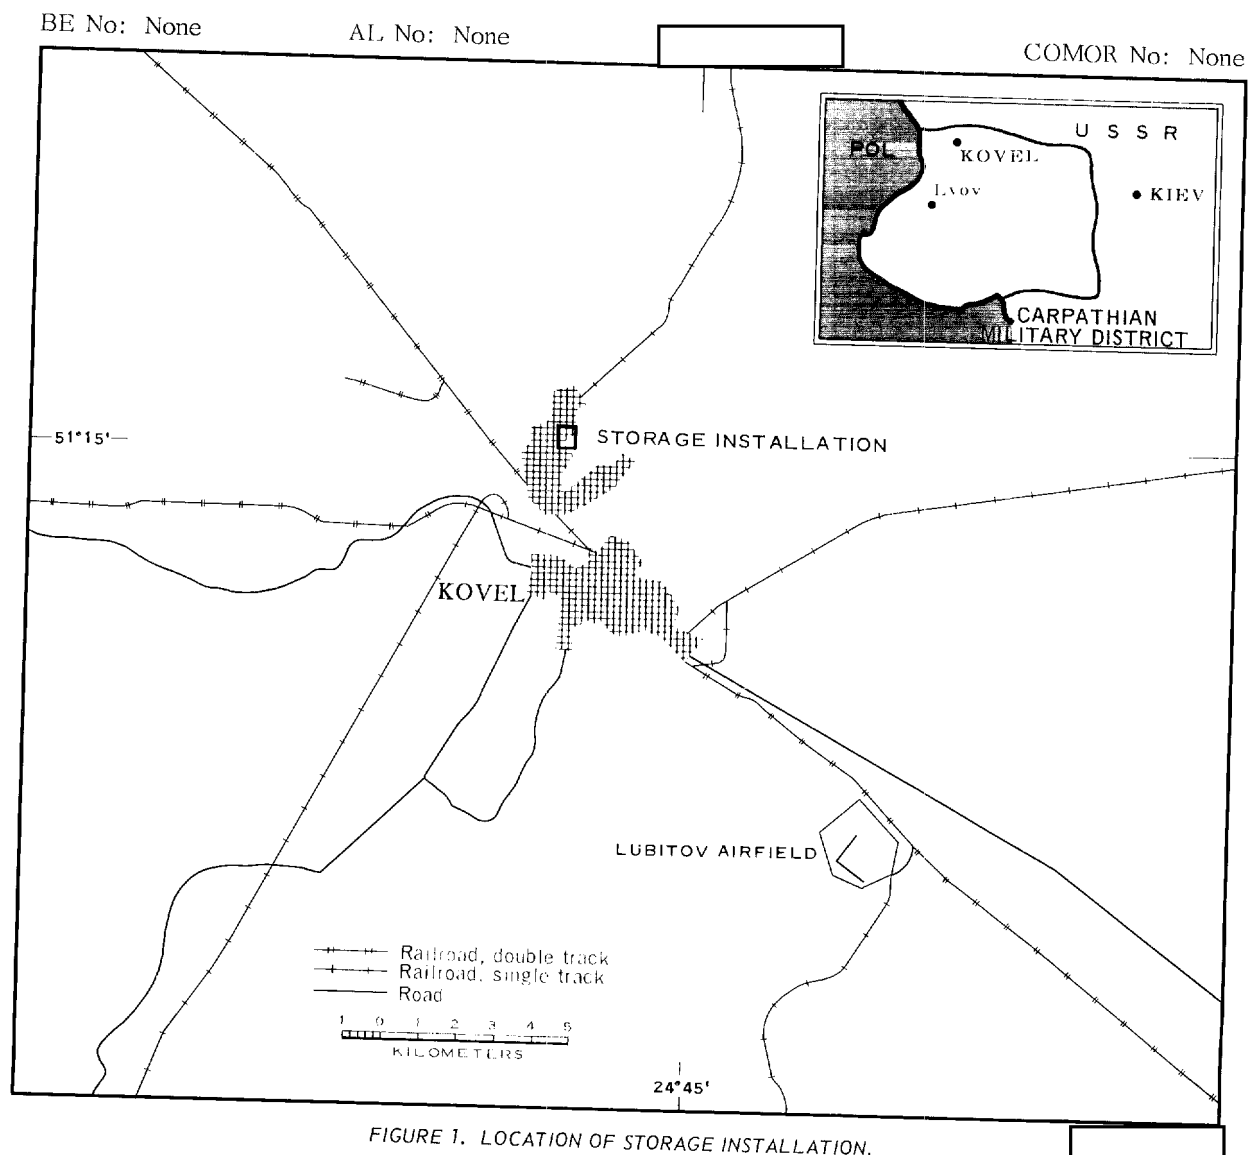 BE No: None AL No: None COMOR No: None
U S S R
POL
KOVEL
Lvov
KIEV
CARPATHIAN
MILITARY DISTRICT
51°15'
STORAGE INSTALLATION
KOVEL
LUBITOV AIRFIELD
Railroad, double track
Railroad, single track
Road
1 0 1 2 3 4 5
KILOMETERS
24°45'
FIGURE 1. LOCATION OF STORAGE INSTALLATION.